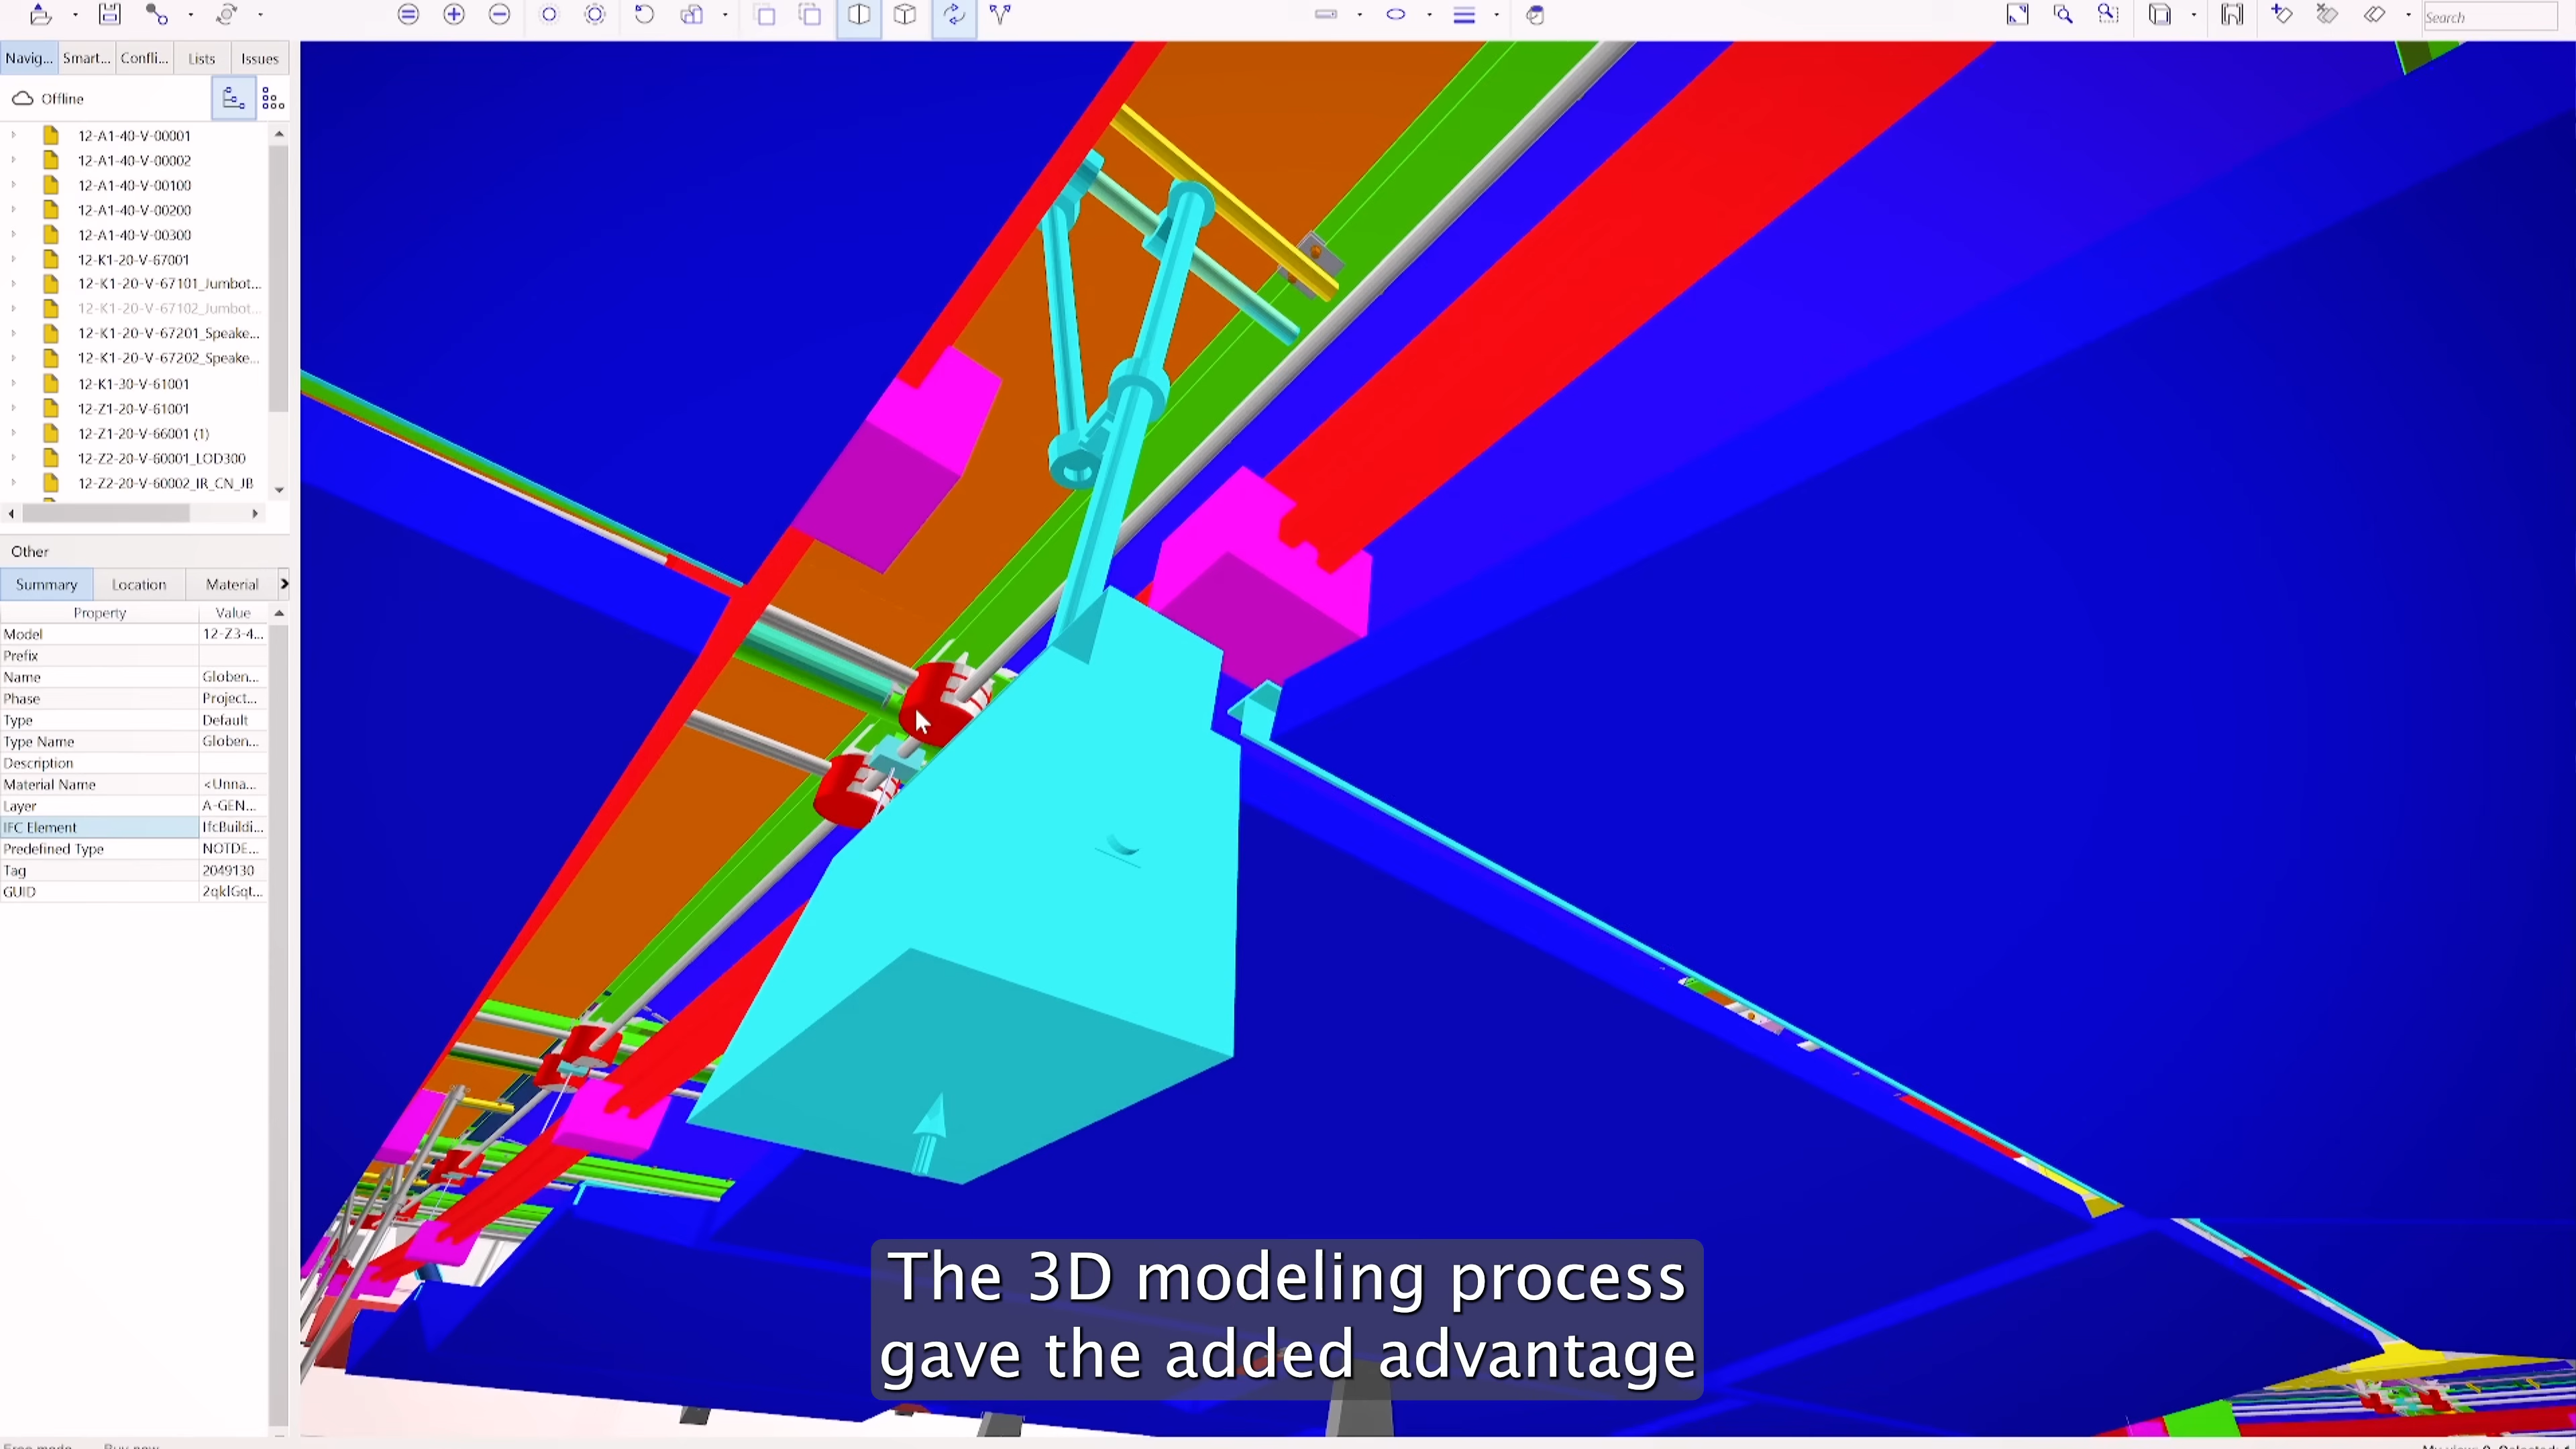 Search
Navig...
Smart...
Confli...
Lists
Issues
Offline
12-A1-40-V-00001
12-A1-40-V-00002
12-A1-40-V-00100
12-A1-40-V-00200
12-A1-40-V-00300
12-K1-20-V-67001
12-K1-20-V-67101_Jumbot...
12-K1-20-V-67102_Jumbot...
12-K1-20-V-67201_Speake...
12-K1-20-V-67202_Speake...
12-K1-30-V-61001
12-Z1-20-V-61001
12-Z1-20-V-66001 (1)
12-Z2-20-V-60001_LOD300
12-Z2-20-V-60002_IR_CN_JB
Other
Summary
Location
Material
Property Value
Model 12-Z3-4...
Prefix
Name Globen...
Phase Project...
Type Default
Type Name Globen...
Description
Material Name <Unna...
Layer A-GEN...
IFC Element IfcBuildi...
Predefined Type NOTDE...
Tag 2049130
GUID 2qklGqt...
The 3D modeling process
gave the added advantage